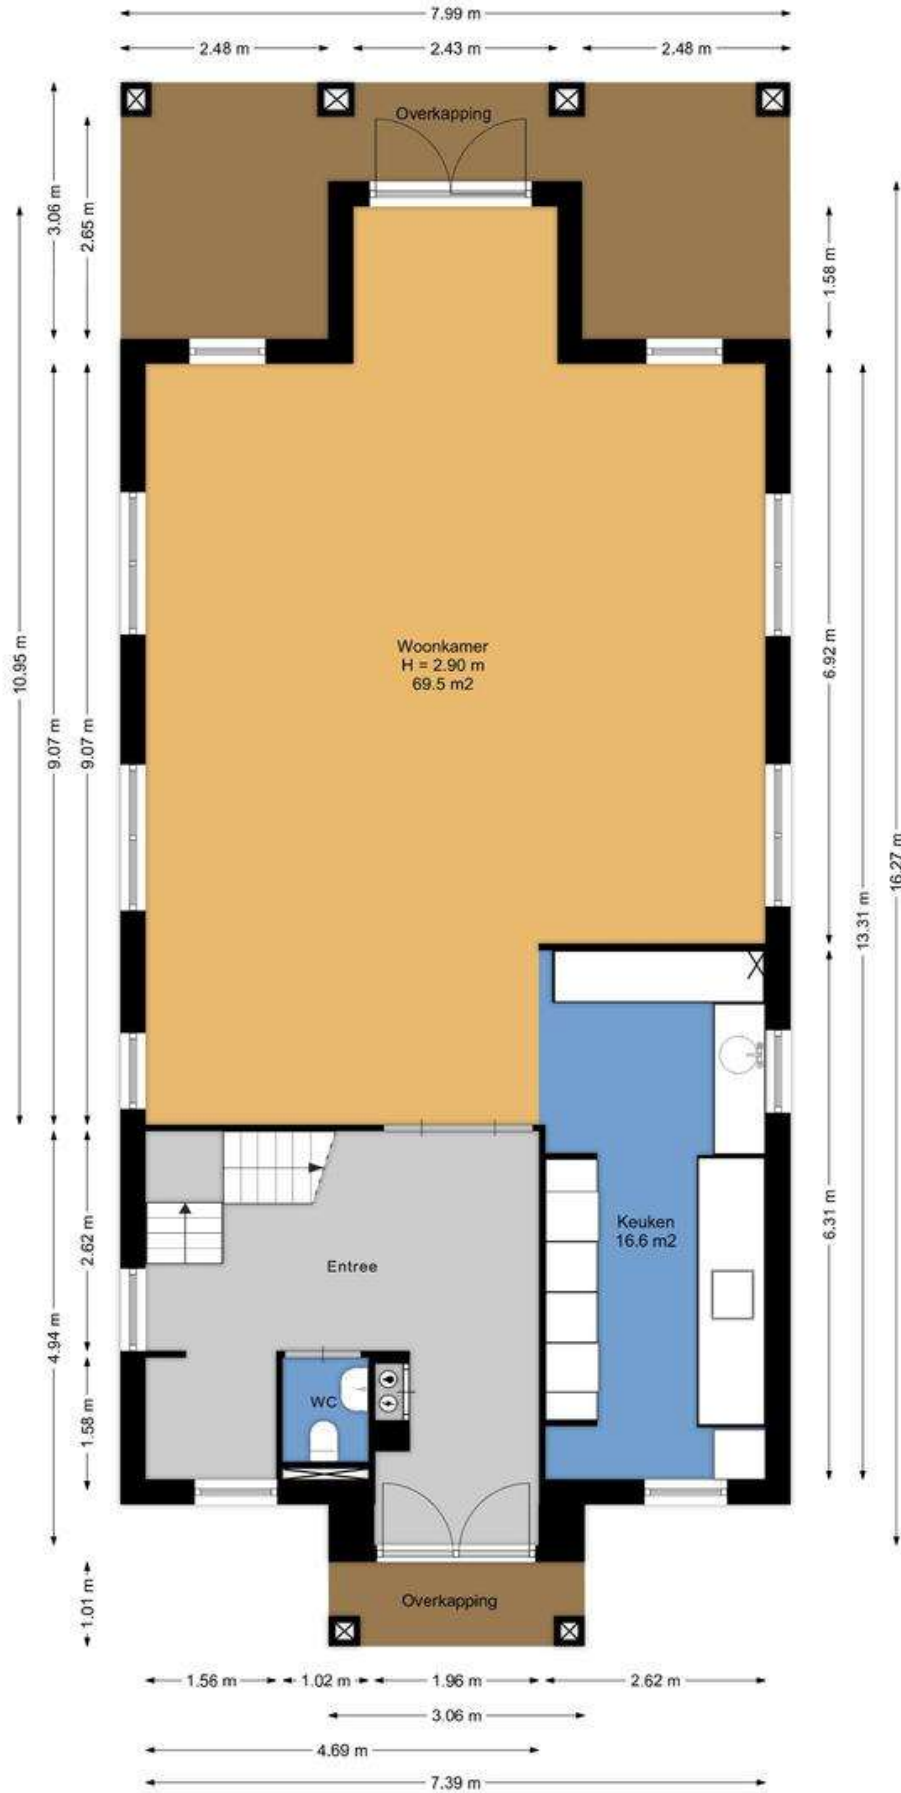 7.99 m
2.48 m
2.43 m
2.48 m
Overkapping
3.06 m
2.65 m
1.58 m
10.95 m
9.07 m
9.07 m
Woonkamer
H = 2.90 m
69.5 m2
6.92 m
13.31 m
16.27 m
Keuken
16.6 m2
6.31 m
Entree
2.62 m
4.94 m
WC
1.58 m
1.01 m
Overkapping
1.56 m
1.02 m
1.96 m
2.62 m
3.06 m
4.69 m
7.39 m